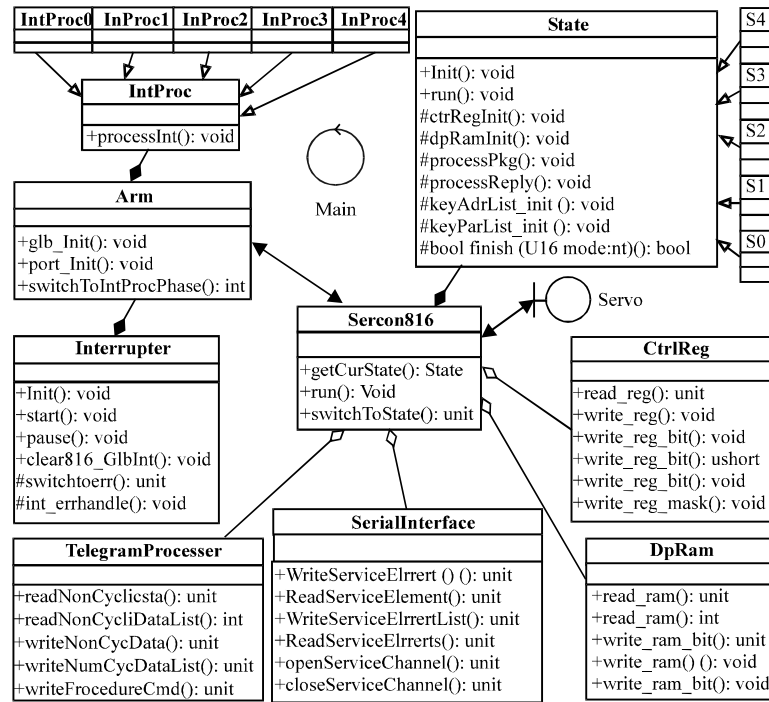 IntProc0 IntProc1 IntProc2 IntProc3 IntProc4
IntProc
+processInt(): void
Main
State
+Init(): void
+run(): void
#ctrRegInit(): void
#dpRamInit(): void
#processPkg(): void
#processReply(): void
#keyAdrList_init (): void
#keyParList_init (): void
#bool finish (U16 mode:nt)(): bool
S4
S3
S2
S1
S0
Arm
+glb_Init(): void
+port_Init(): void
+switchToIntProcPhase(): int
Servo
Sercon816
+getCurState(): State
+run(): Void
+switchToState(): unit
Interrupter
+Init(): void
+start(): void
+pause(): void
+clear816_GlbInt(): void
#switchtoerr(): unit
#int_errhandle(): void
CtrlReg
+read_reg(): unit
+write_reg(): void
+write_reg_bit(): void
+write_reg_bit(): ushort
+write_reg_bit(): void
+write_reg_mask(): void
TelegramProcesser
+readNonCyclicsta(): unit
+readNonCycliDataList(): int
+writeNonCycData(): unit
+writeNumCycDataList(): unit
+writeFrocedureCmd(): unit
SerialInterface
+WriteServiceElrrert () (): unit
+ReadServiceElement(): unit
+WriteServiceElrrertList(): unit
+ReadServiceElrrerts(): unit
+openServiceChannel(): unit
+closeServiceChannel(): unit
DpRam
+read_ram(): unit
+read_ram(): int
+write_ram_bit(): unit
+write_ram() (): void
+write_ram_bit(): void